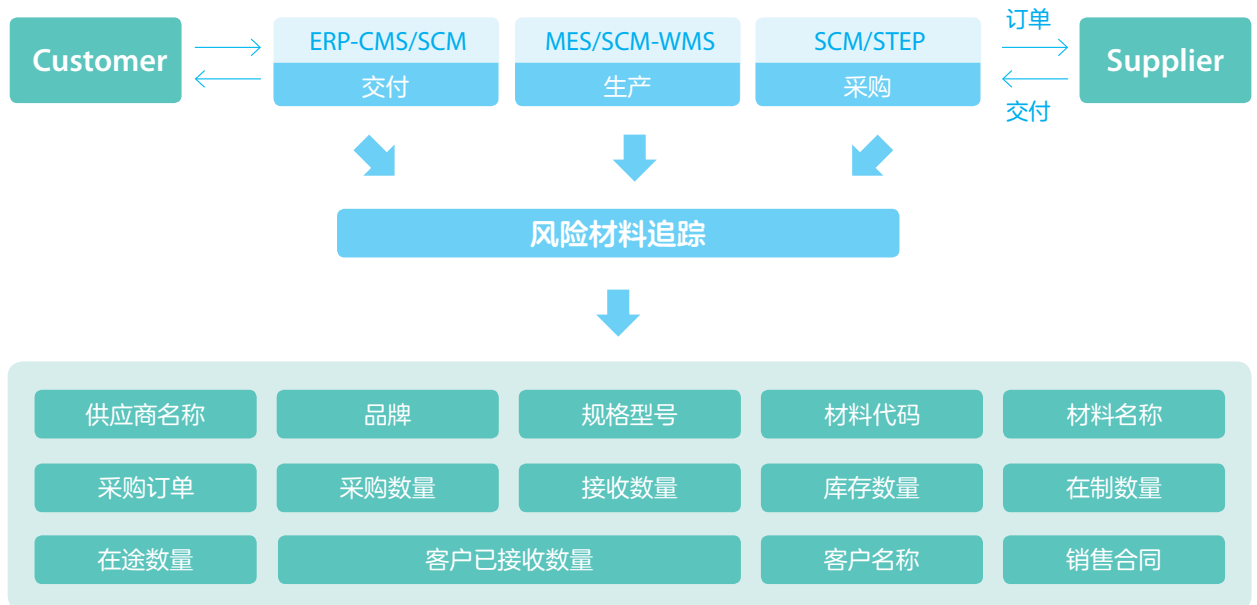 订单
Customer
ERP-CMS/SCM
MES/SCM-WMS
SCM/STEP
Supplier
交付
生产
采购
交付
风险材料追踪
供应商名称
品牌
规格型号
材料代码
材料名称
采购订单
采购数量
接收数量
库存数量
在制数量
在途数量
客户已接收数量
客户名称
销售合同